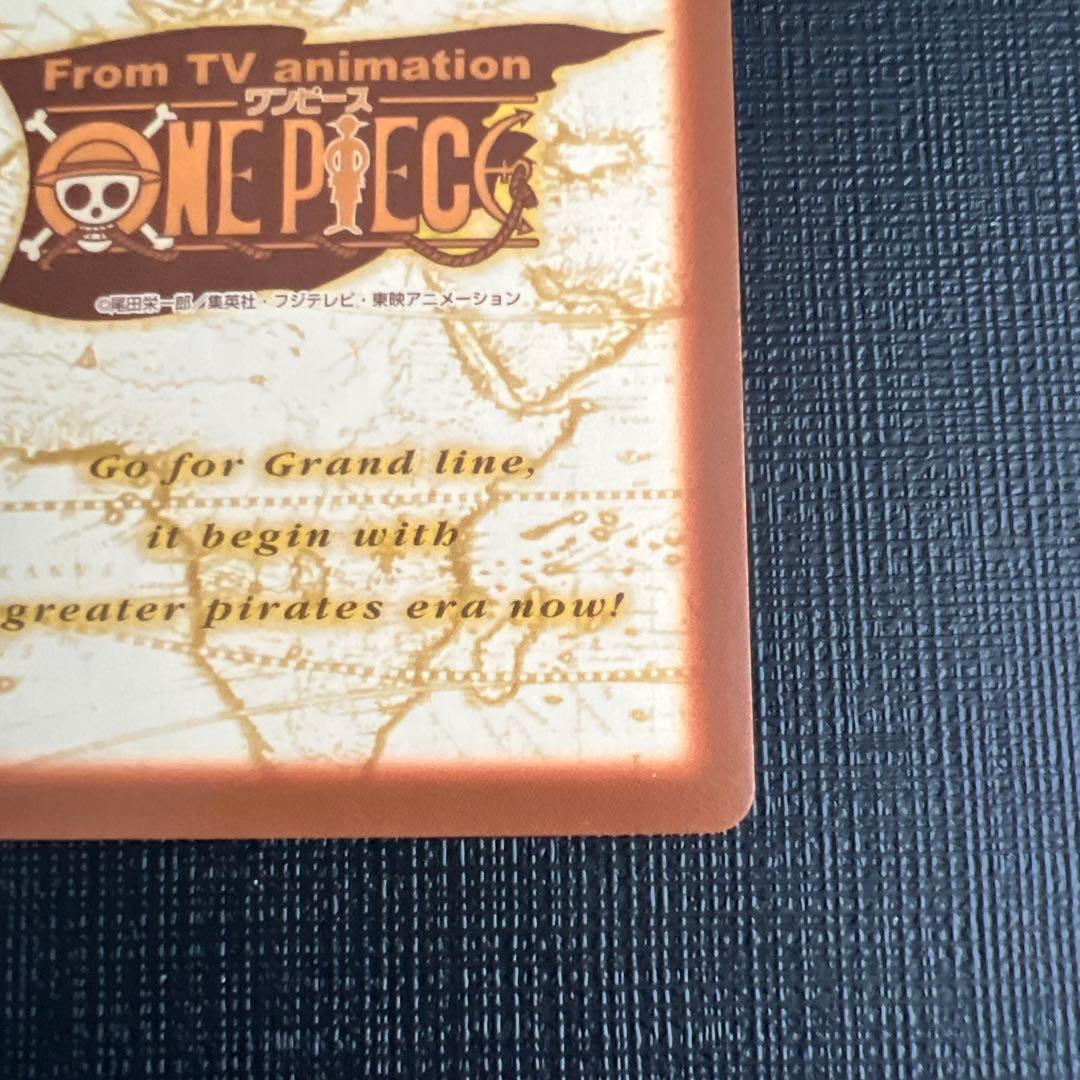 From TV animation
ワンピース
ONE PIECE
©尾田栄一郎／集英社・フジテレビ・東映アニメーション
Go for Grand line,
it begin with
greater pirates era now!